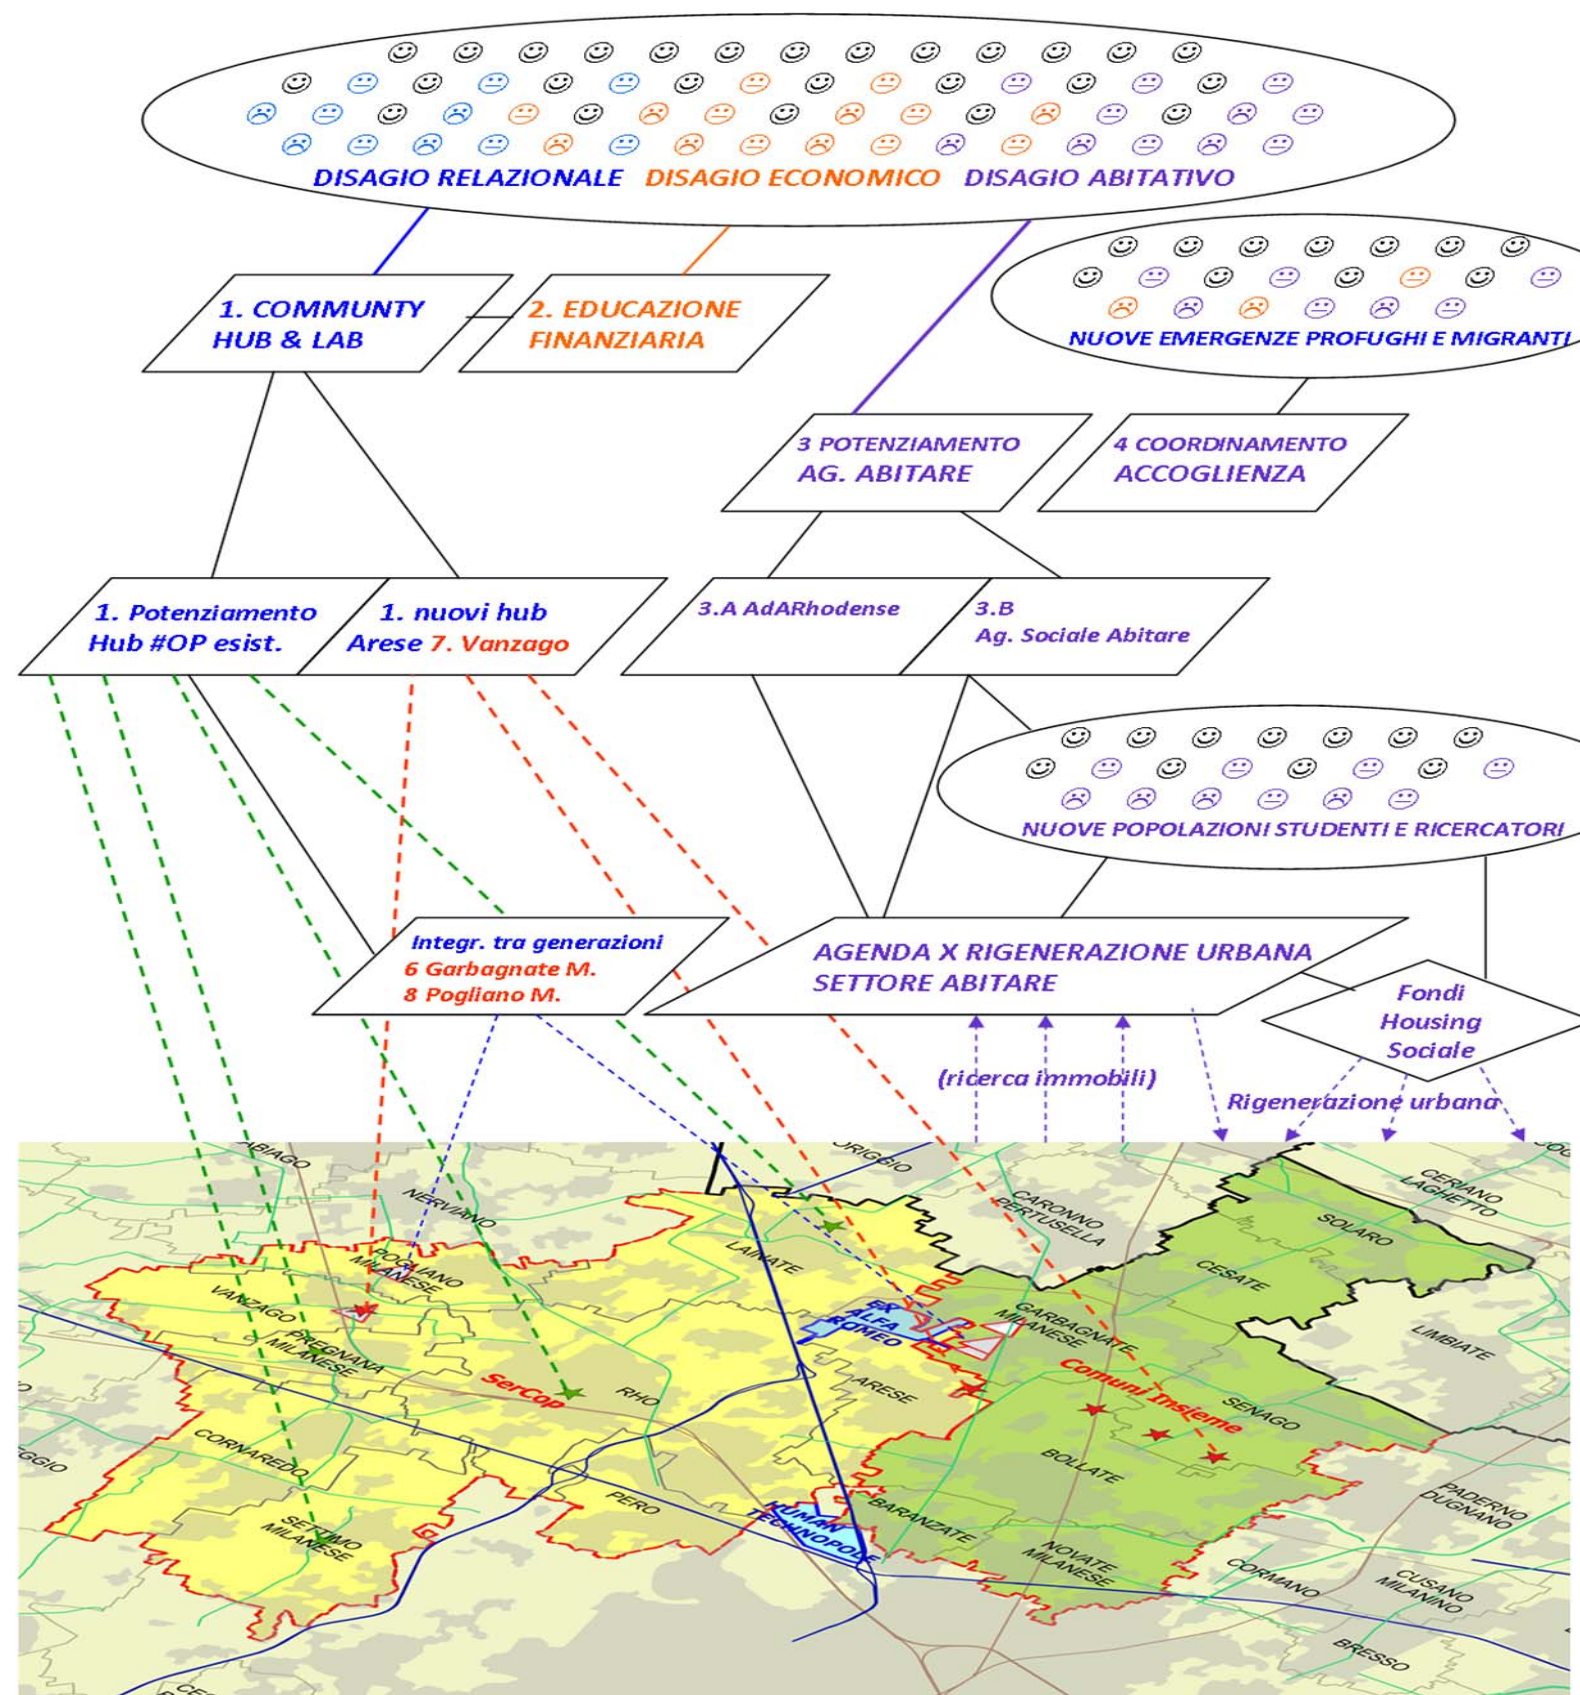 DISAGIO RELAZIONALE DISAGIO ECONOMICO DISAGIO ABITATIVO
1. COMMUNTY
HUB & LAB
2. EDUCAZIONE
FINANZIARIA
NUOVE EMERGENZE PROFUGHI E MIGRANTI
3 POTENZIAMENTO
AG. ABITARE
4 COORDINAMENTO
ACCOGLIENZA
1. Potenziamento
Hub #OP esist.
1. nuovi hub
Arese 7. Vanzago
3.A AdARhodense
3.B
Ag. Sociale Abitare
NUOVE POPOLAZIONI STUDENTI E RICERCATORI
Integr. tra generazioni
6 Garbagnate M.
8 Pogliano M.
AGENDA X RIGENERAZIONE URBANA
SETTORE ABITARE
Fondi
Housing
Sociale
(ricerca immobili)
Rigenerazione urbana
ABIAGO
NERVIANO
ORIGGIO
CARONNO
PERTUSELLA
CERIANO
LAGHETTO
SOLARO
CESATE
LIMBIATE
POGLIANO
MILANESE
LAINATE
VANZAGO
PREGNANA
MILANESE
EX
ALFA
ROMEO
GARBAGNATE
MILANESE
SerCop
RHO
ARESE
Comuni Insieme
SENAGO
BOLLATE
CORNAREDO
EGGIO
SETTIMO
MILANESE
PERO
HUMAN
TECHNOPOLE
BARANZATE
NOVATE
MILANESE
PADERNO
DUGNANO
CORMANO
CUSANO
MILANINO
BRESSO